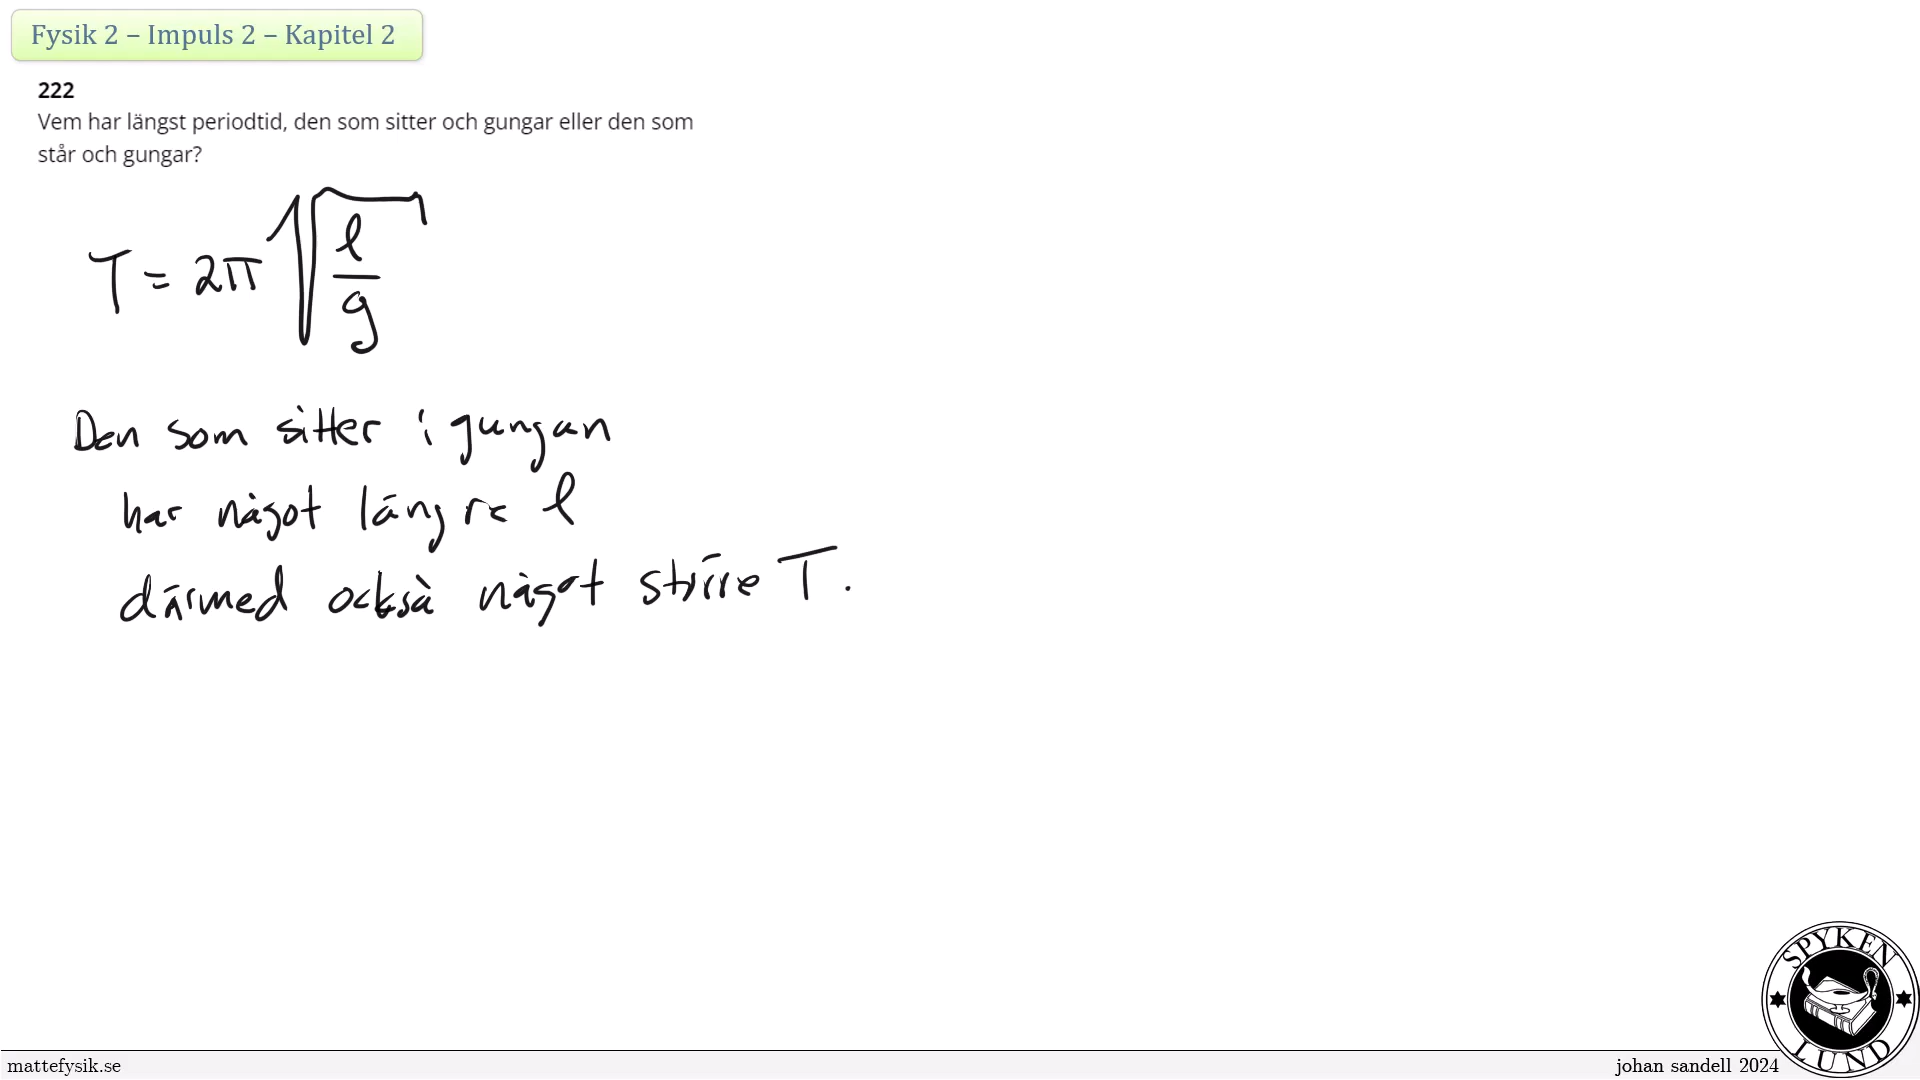 Fysik 2 – Impuls 2 – Kapitel 2
222
Vem har längst periodtid, den som sitter och gungar eller den som
står och gungar?
T = 2π √(l/g)
Den som sitter i gungan
har något längre l
därmed också något större T.
SPYKEN
LUND
mattefysik.se
johan sandell 2024